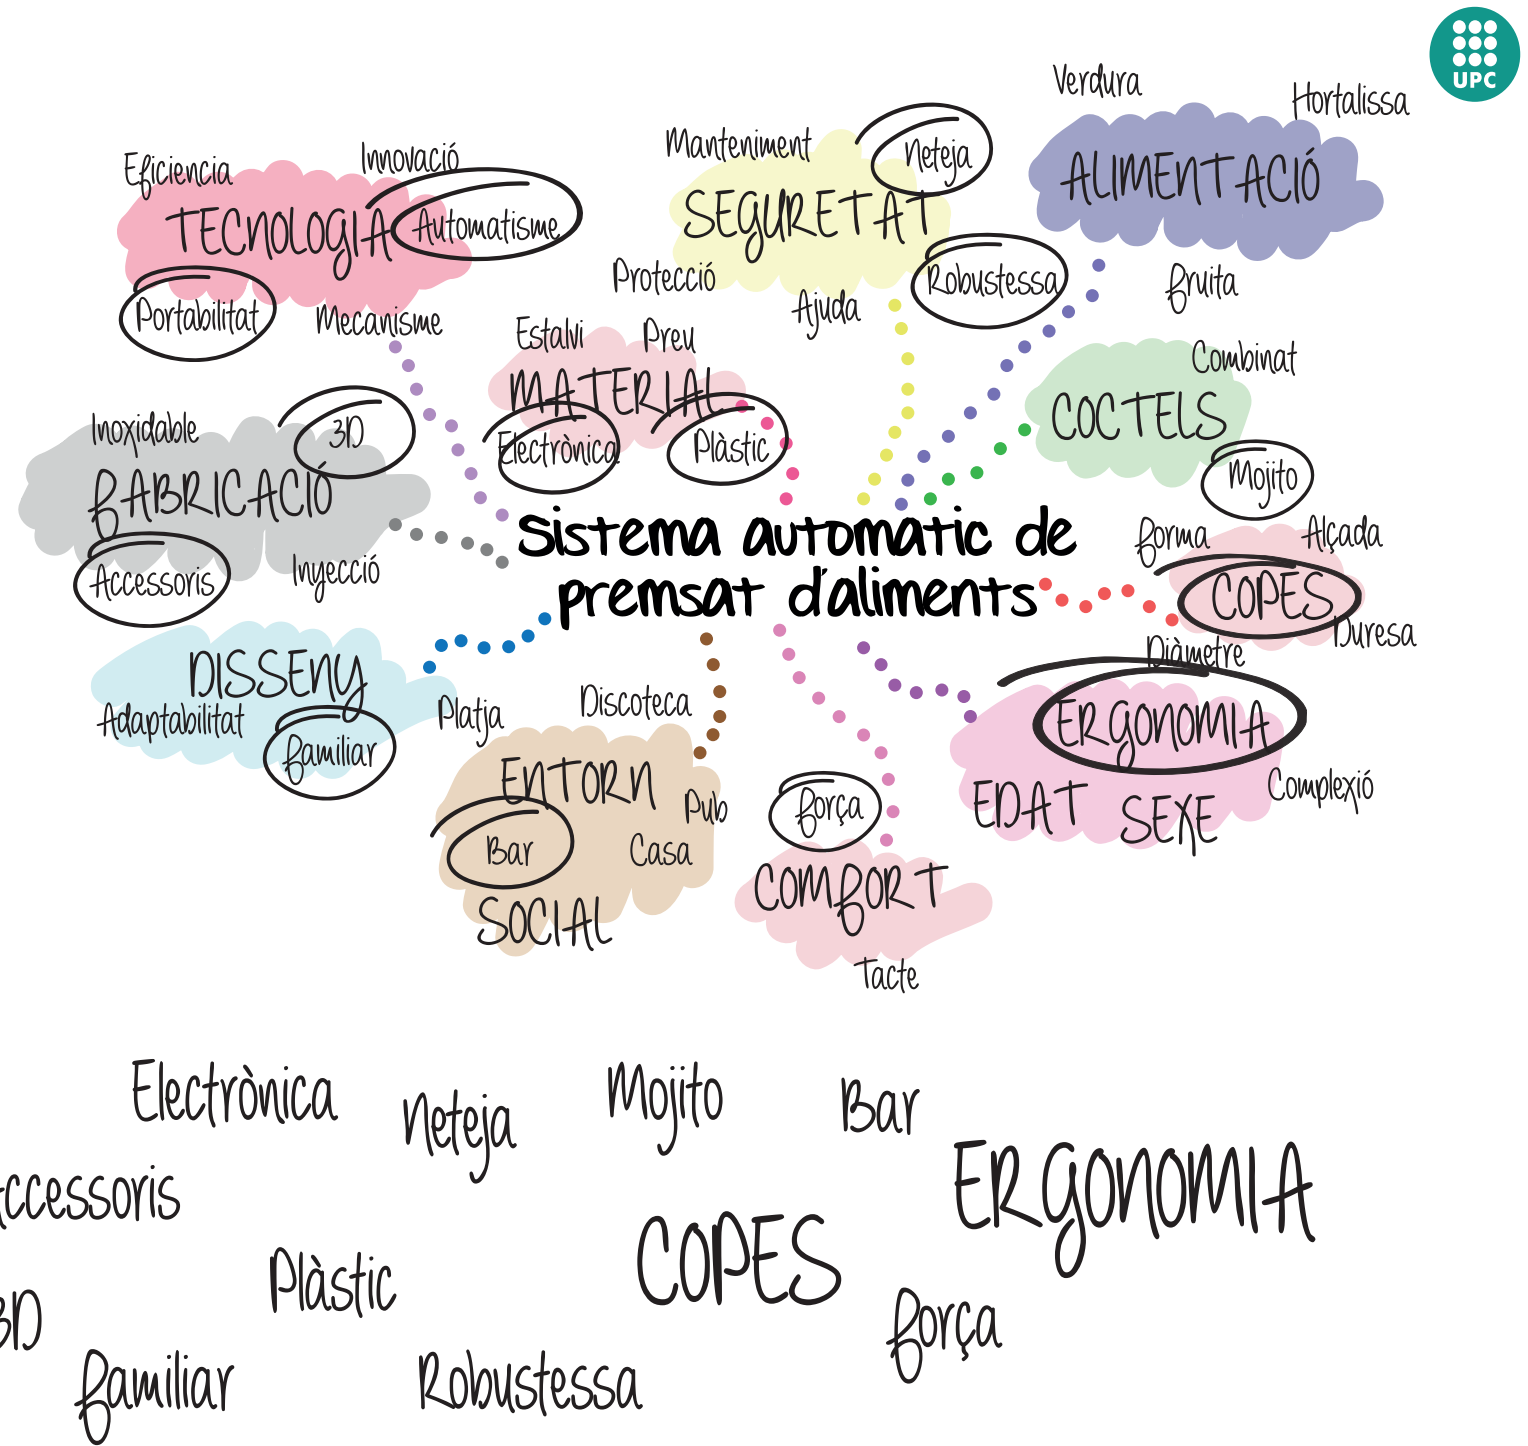 UPC
Verdura
Hortalissa
ALIMENTACIÓ
fruita
Manteniment
Neteja
SEGURETAT
Protecció
Robustessa
Ajuda
Eficiencia
Innovació
TECNOLOGIA
Automatisme
Portabilitat
Mecanisme
Estalvi
Preu
MATERIAL
Electrònica
Plàstic
Combinat
COCTELS
Mojito
Inoxidable
3D
fABRICACIÓ
Accessoris
Inyecció
Sistema automatic de
premsat d'aliments
forma
Alçada
COPES
Duresa
Diàmetre
DISSENY
Adaptabilitat
familiar
Platja
Discoteca
ENTORN
Pub
Bar
Casa
SOCIAL
força
COMfORT
Tacte
ERgONOMIA
EDAT
SEXE
Complexió
Electrònica
Neteja
Mojito
Bar
ERgONOMIA
Accessoris
COPES
Plàstic
3D
força
familiar
Robustessa